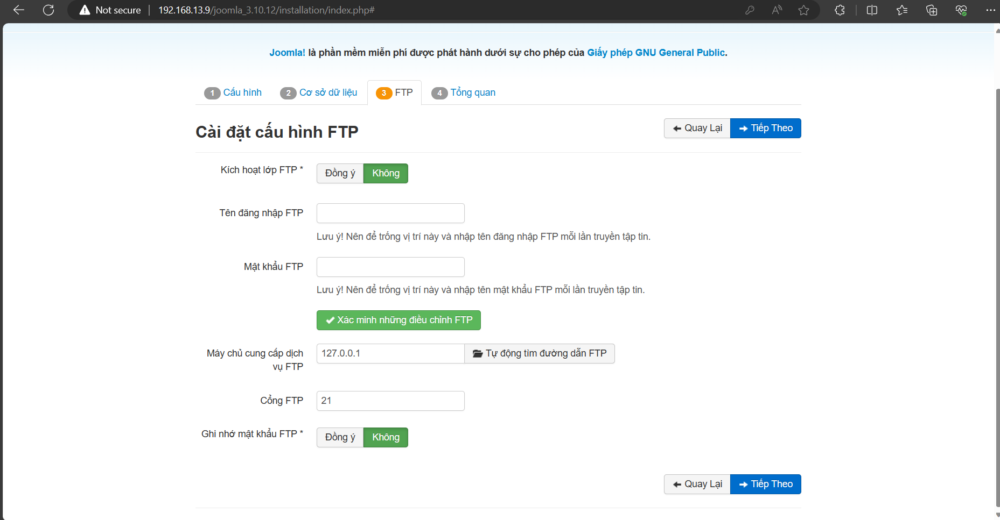 Not secure
192.168.13.9/joomla_3.10.12/installation/index.php#
Joomla! là phần mềm miễn phí được phát hành dưới sự cho phép của Giấy phép GNU General Public.
1 Cấu hình
2 Cơ sở dữ liệu
3 FTP
4 Tổng quan
Cài đặt cấu hình FTP
Quay Lại
Tiếp Theo
Kích hoạt lớp FTP *
Đồng ý
Không
Tên đăng nhập FTP
Lưu ý! Nên để trống vị trí này và nhập tên đăng nhập FTP mỗi lần truyền tập tin.
Mật khẩu FTP
Lưu ý! Nên để trống vị trí này và nhập tên mật khẩu FTP mỗi lần truyền tập tin.
Xác minh những điều chỉnh FTP
Máy chủ cung cấp dịch
vụ FTP
127.0.0.1
Tự động tìm đường dẫn FTP
Cổng FTP
21
Ghi nhớ mật khẩu FTP *
Đồng ý
Không
Quay Lại
Tiếp Theo